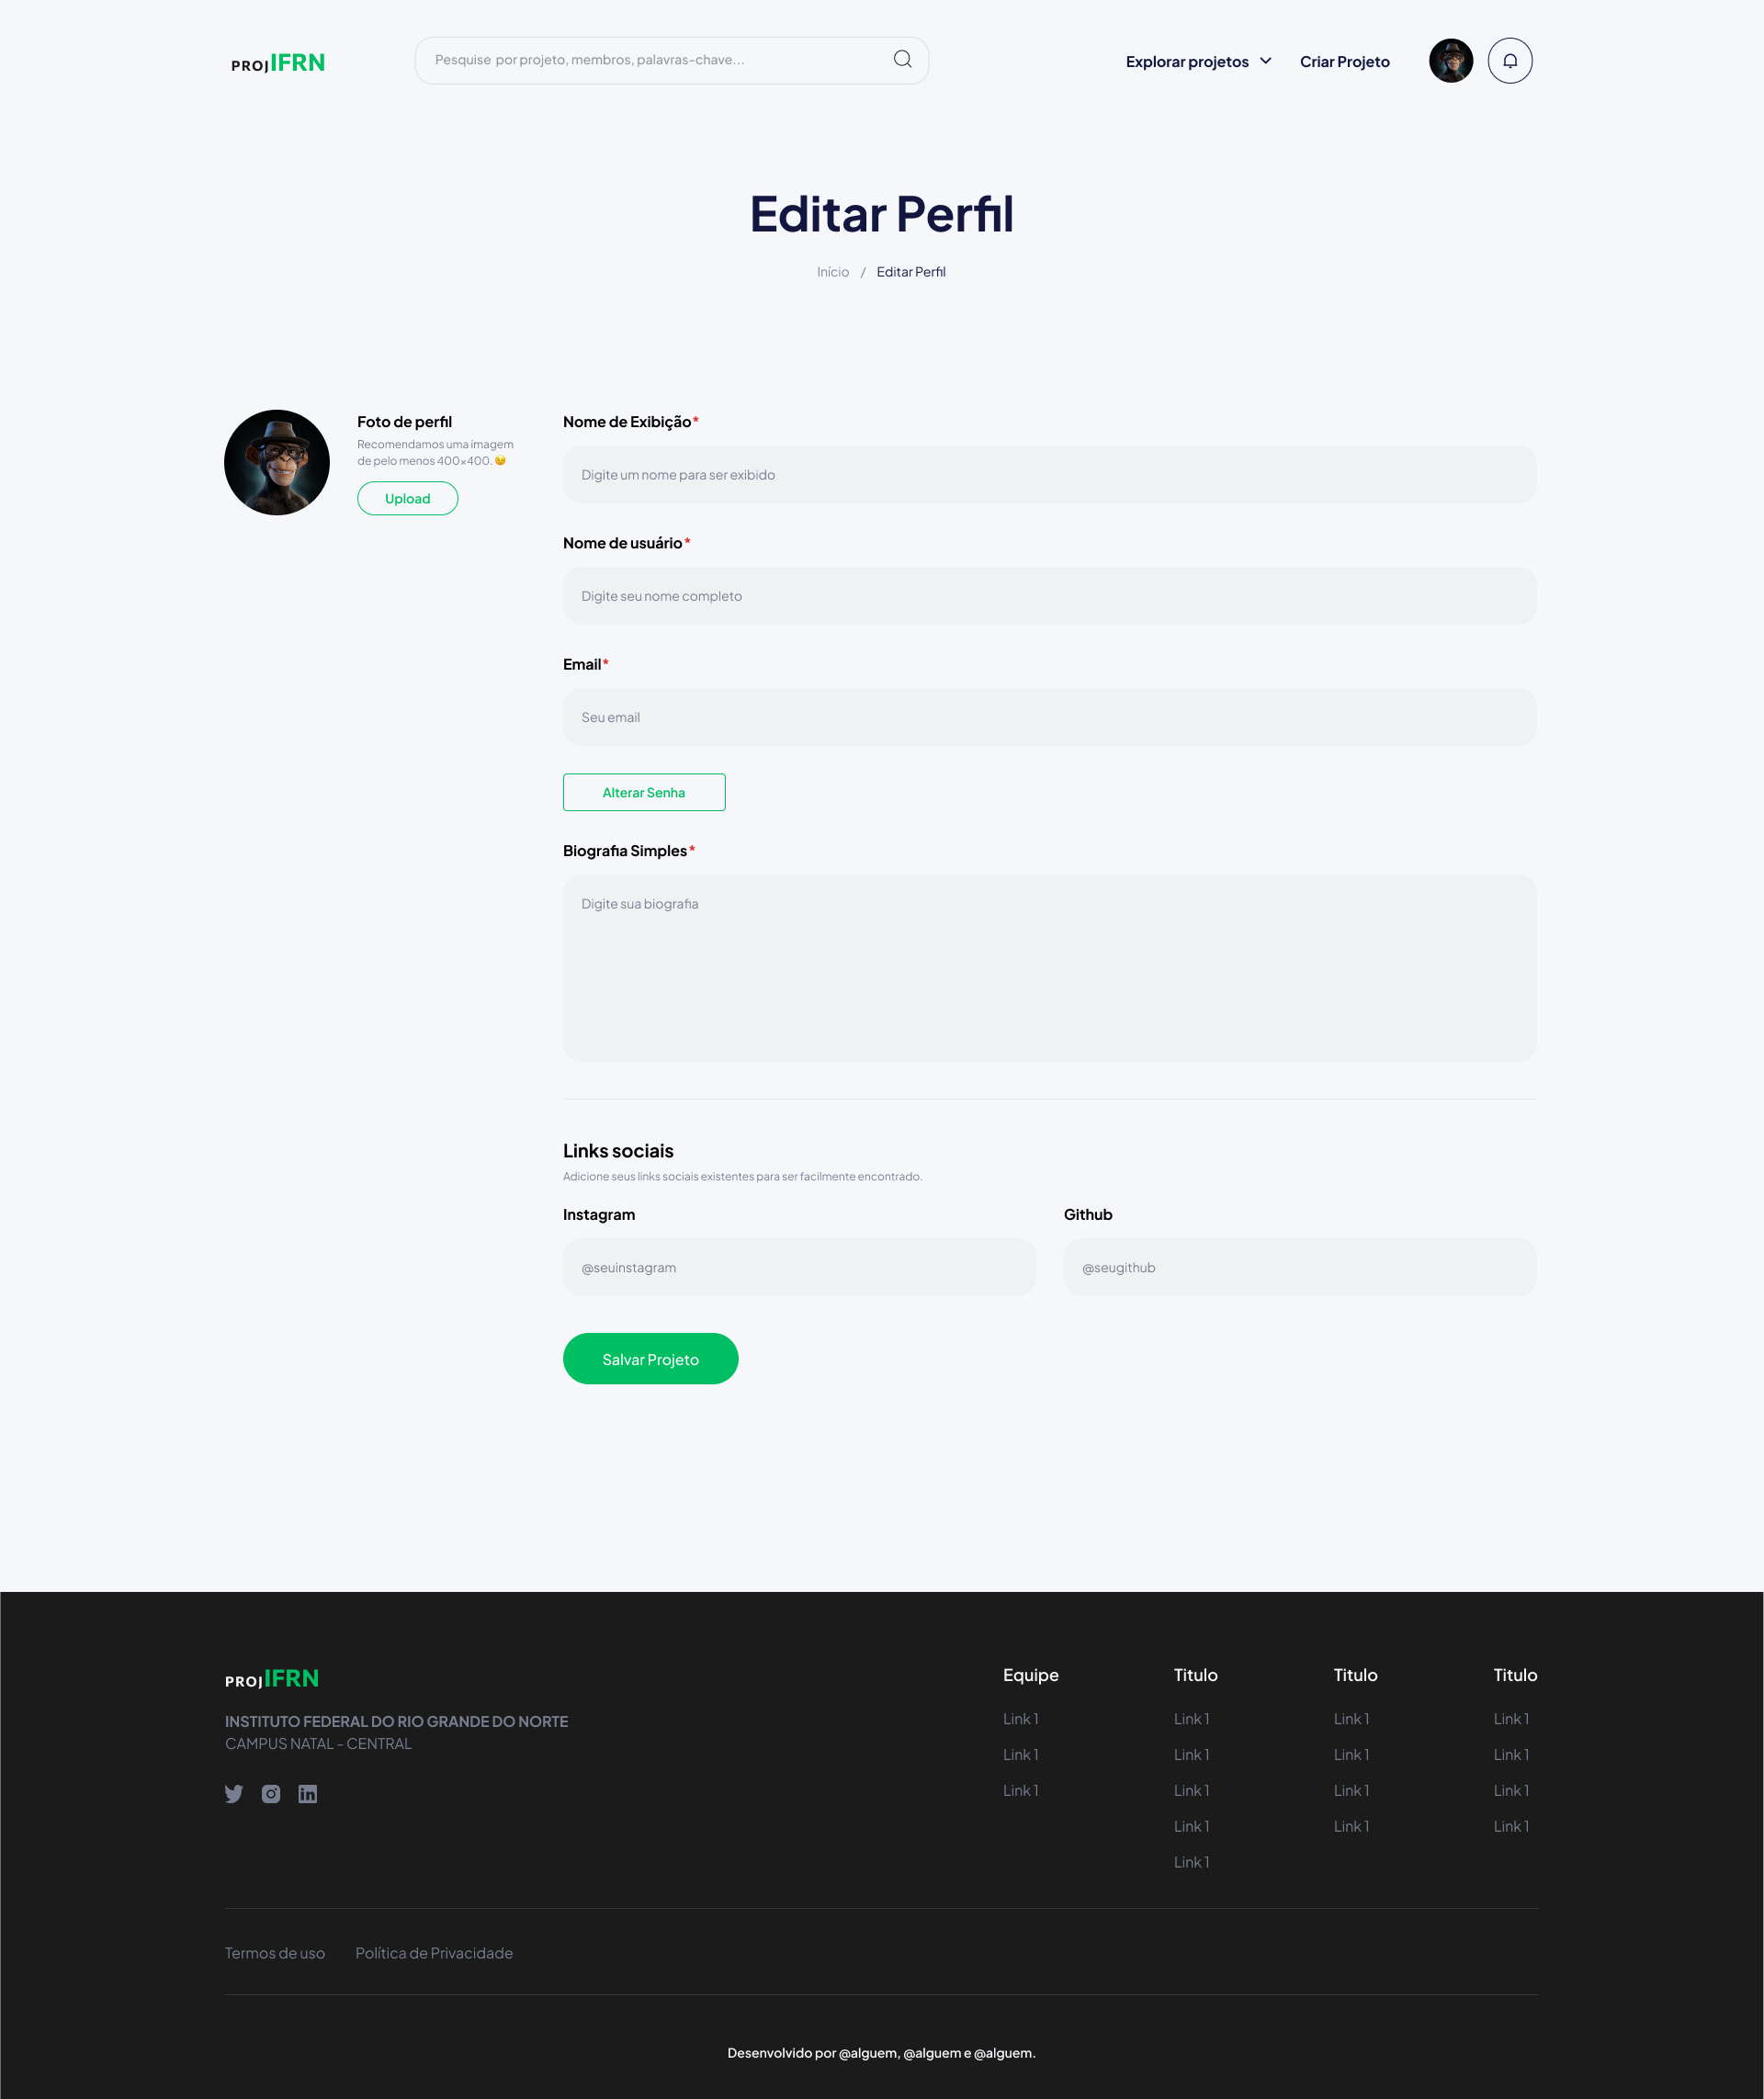 PROJIFRN
Pesquise por projeto, membros, palavras-chave...
Explorar projetos
Criar Projeto
Editar Perfil
Início / Editar Perfil
Foto de perfil
Recomendamos uma imagem
de pelo menos 400x400. 😉
Upload
Nome de Exibição*
Digite um nome para ser exibido
Nome de usuário*
Digite seu nome completo
Email*
Seu email
Alterar Senha
Biografia Simples*
Digite sua biografia
Links sociais
Adicione seus links sociais existentes para ser facilmente encontrado.
Instagram
@seuinstagram
Github
@seugithub
Salvar Projeto
PROJIFRN
INSTITUTO FEDERAL DO RIO GRANDE DO NORTE
CAMPUS NATAL - CENTRAL
Equipe
Link 1
Link 1
Link 1
Titulo
Link 1
Link 1
Link 1
Link 1
Link 1
Titulo
Link 1
Link 1
Link 1
Link 1
Titulo
Link 1
Link 1
Link 1
Link 1
Termos de uso
Política de Privacidade
Desenvolvido por @alguem, @alguem e @alguem.